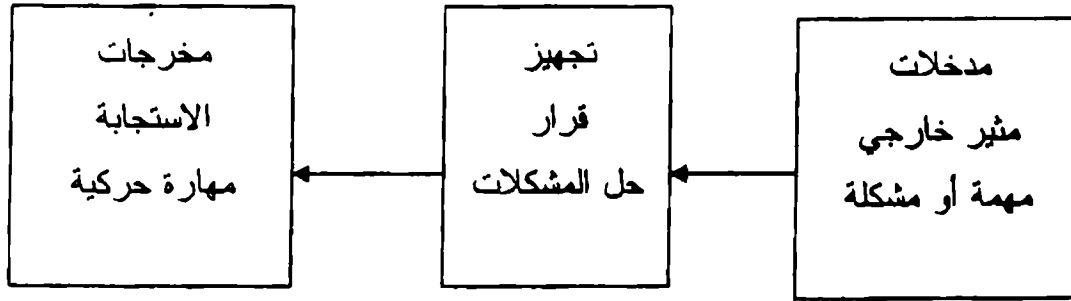 مدخلات
مثير خارجي
مهمة أو مشكلة
تجهيز
قرار
حل المشكلات
مخرجات
الاستجابة
مهارة حركية